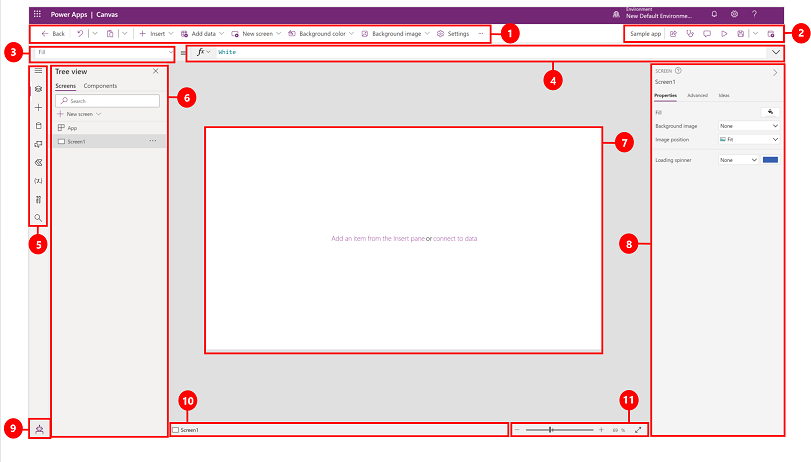 Power Apps | Canvas
Environment
New Default Environme...
Back
Insert
Add data
New screen
Background color
Background image
Settings
...
1
Sample app
2
3
Fill
=
fx
White
4
Tree view
Screens
Components
Search
New screen
App
Screen1
...
5
6
7
Add an item from the Insert pane or connect to data
SCREEN
Screen1
Properties
Advanced
Ideas
Fill
Background image
None
Image position
Fit
Loading spinner
None
8
9
10
Screen1
11
69 %